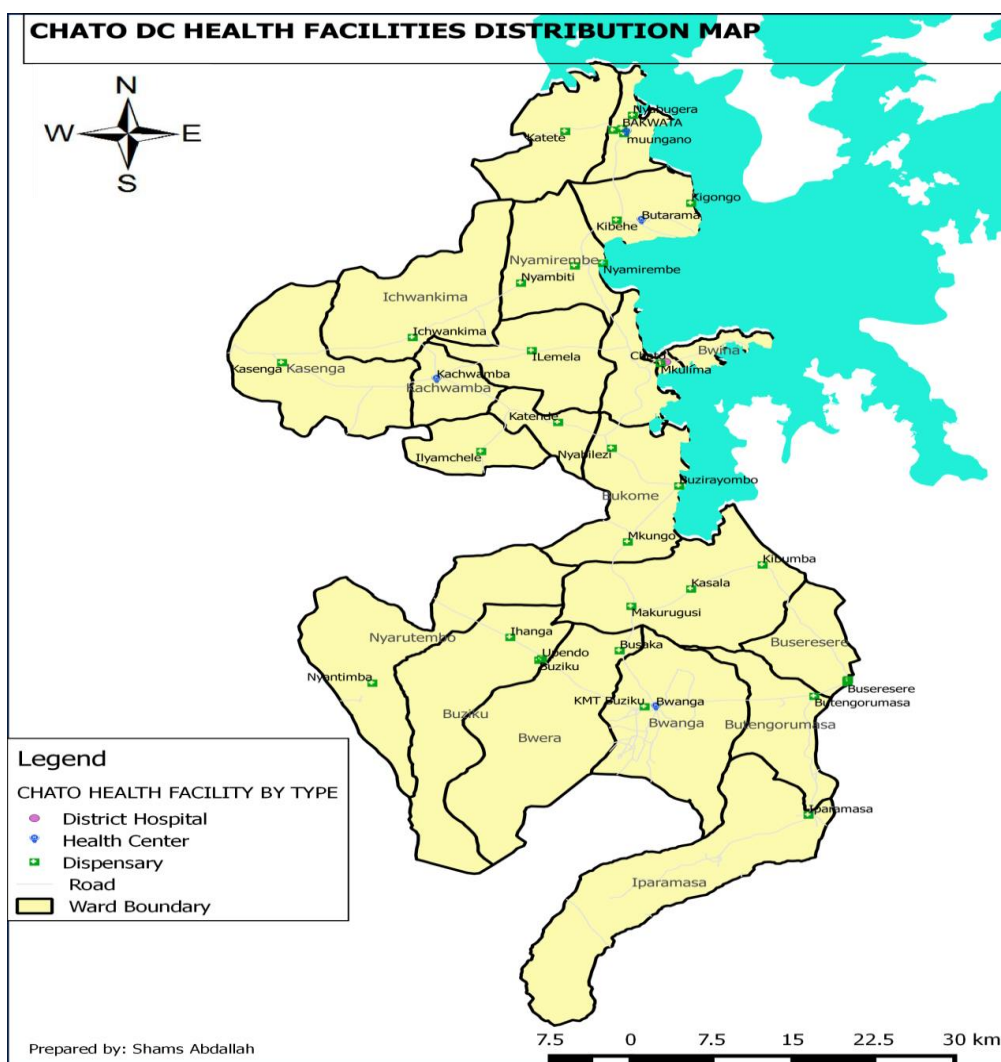 CHATO DC HEALTH FACILITIES DISTRIBUTION MAP
N
W E
S
Nyabugera
BAKWATA
Katete
muungano
Kigongo
Butarama
Kibehe
Nyamirembe
Nyamirembe
Nyambiti
Ichwankima
Ichwankima
ILemela
Bwina
Mkulima
Kasenga
Kasenga
Kachwamba
Kachwamba
Katende
Ilyamchele
Nyabilezi
Buzirayombo
Bukome
Mkungo
Kibumba
Kasala
Makurugusi
Nyarutembo
Ihanga
Busaka
Buseresere
Upendo
Buziku
Nyantimba
Buseresere
Butengorumasa
KMT Buziku
Bwanga
Buziku
Bwera
Bwanga
Butengorumasa
Iparamasa
Iparamasa
Legend
CHATO HEALTH FACILITY BY TYPE
District Hospital
Health Center
Dispensary
Road
Ward Boundary
Prepared by: Shams Abdallah
7.5 0 7.5 15 22.5 30 km